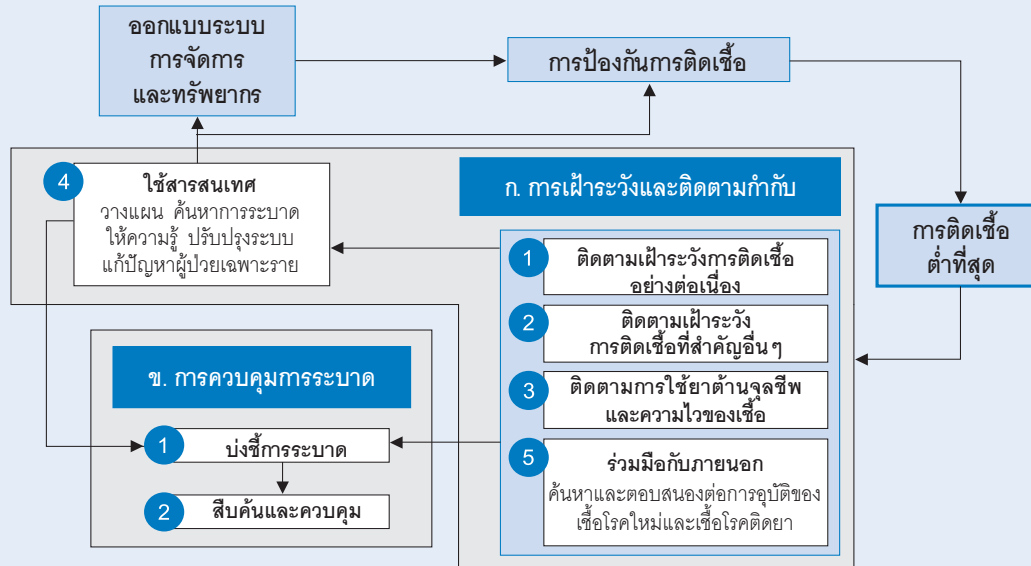 ออกแบบระบบ
การจัดการ
และทรัพยากร
การป้องกันการติดเชื้อ
การติดเชื้อ
ต่ำที่สุด
4
ใช้สารสนเทศ
วางแผน ค้นหาการระบาด
ให้ความรู้ ปรับปรุงระบบ
แก้ปัญหาผู้ป่วยเฉพาะราย
ก. การเฝ้าระวังและติดตามกำกับ
1
ติดตามเฝ้าระวังการติดเชื้อ
อย่างต่อเนื่อง
2
ติดตามเฝ้าระวัง
การติดเชื้อที่สำคัญอื่นๆ
3
ติดตามการใช้ยาต้านจุลชีพ
และความไวของเชื้อ
5
ร่วมมือกับภายนอก
ค้นหาและตอบสนองต่อการอุบัติของ
เชื้อโรคใหม่และเชื้อโรคติดยา
ข. การควบคุมการระบาด
1
บ่งชี้การระบาด
2
สืบค้นและควบคุม